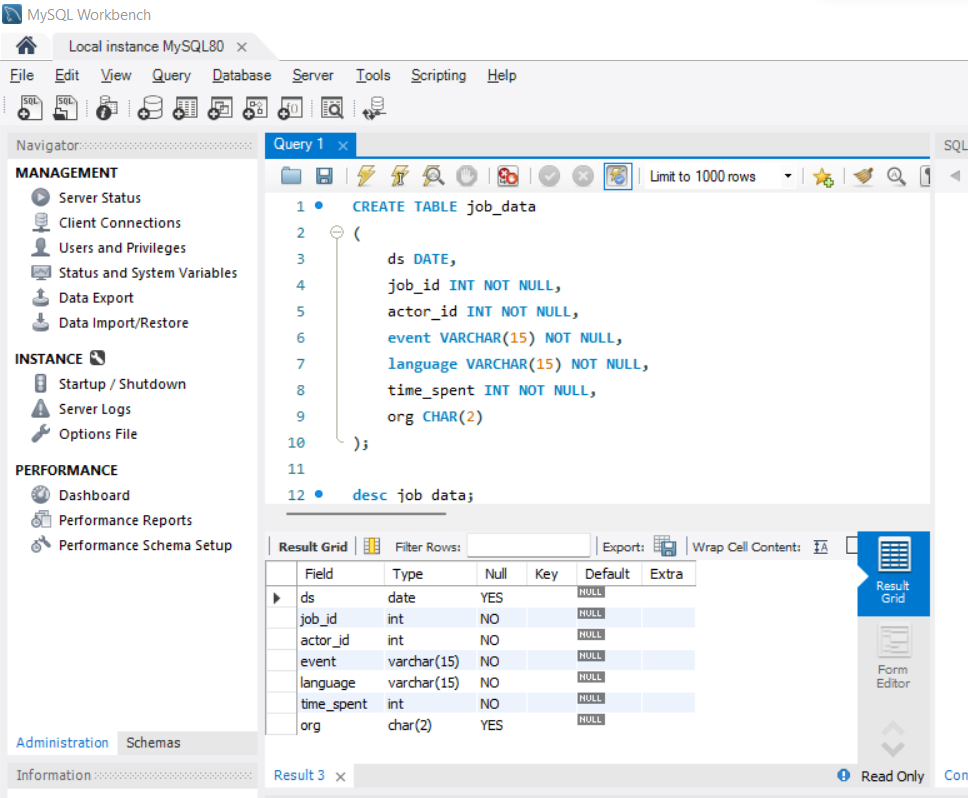 MySQL Workbench
Local instance MySQL80
File Edit View Query Database Server Tools Scripting Help
Navigator
MANAGEMENT
Server Status
Client Connections
Users and Privileges
Status and System Variables
Data Export
Data Import/Restore
INSTANCE
Startup / Shutdown
Server Logs
Options File
PERFORMANCE
Dashboard
Performance Reports
Performance Schema Setup
Administration Schemas
Information
Query 1
SQL
Limit to 1000 rows
1 CREATE TABLE job_data
2 (
3 ds DATE,
4 job_id INT NOT NULL,
5 actor_id INT NOT NULL,
6 event VARCHAR(15) NOT NULL,
7 language VARCHAR(15) NOT NULL,
8 time_spent INT NOT NULL,
9 org CHAR(2)
10 );
11
12 desc job data;
Result Grid Filter Rows: Export: Wrap Cell Content:
Field Type Null Key Default Extra
ds date YES NULL
job_id int NO NULL
actor_id int NO NULL
event varchar(15) NO NULL
language varchar(15) NO NULL
time_spent int NO NULL
org char(2) YES NULL
Result
Grid
Form
Editor
Result 3
Read Only
Con